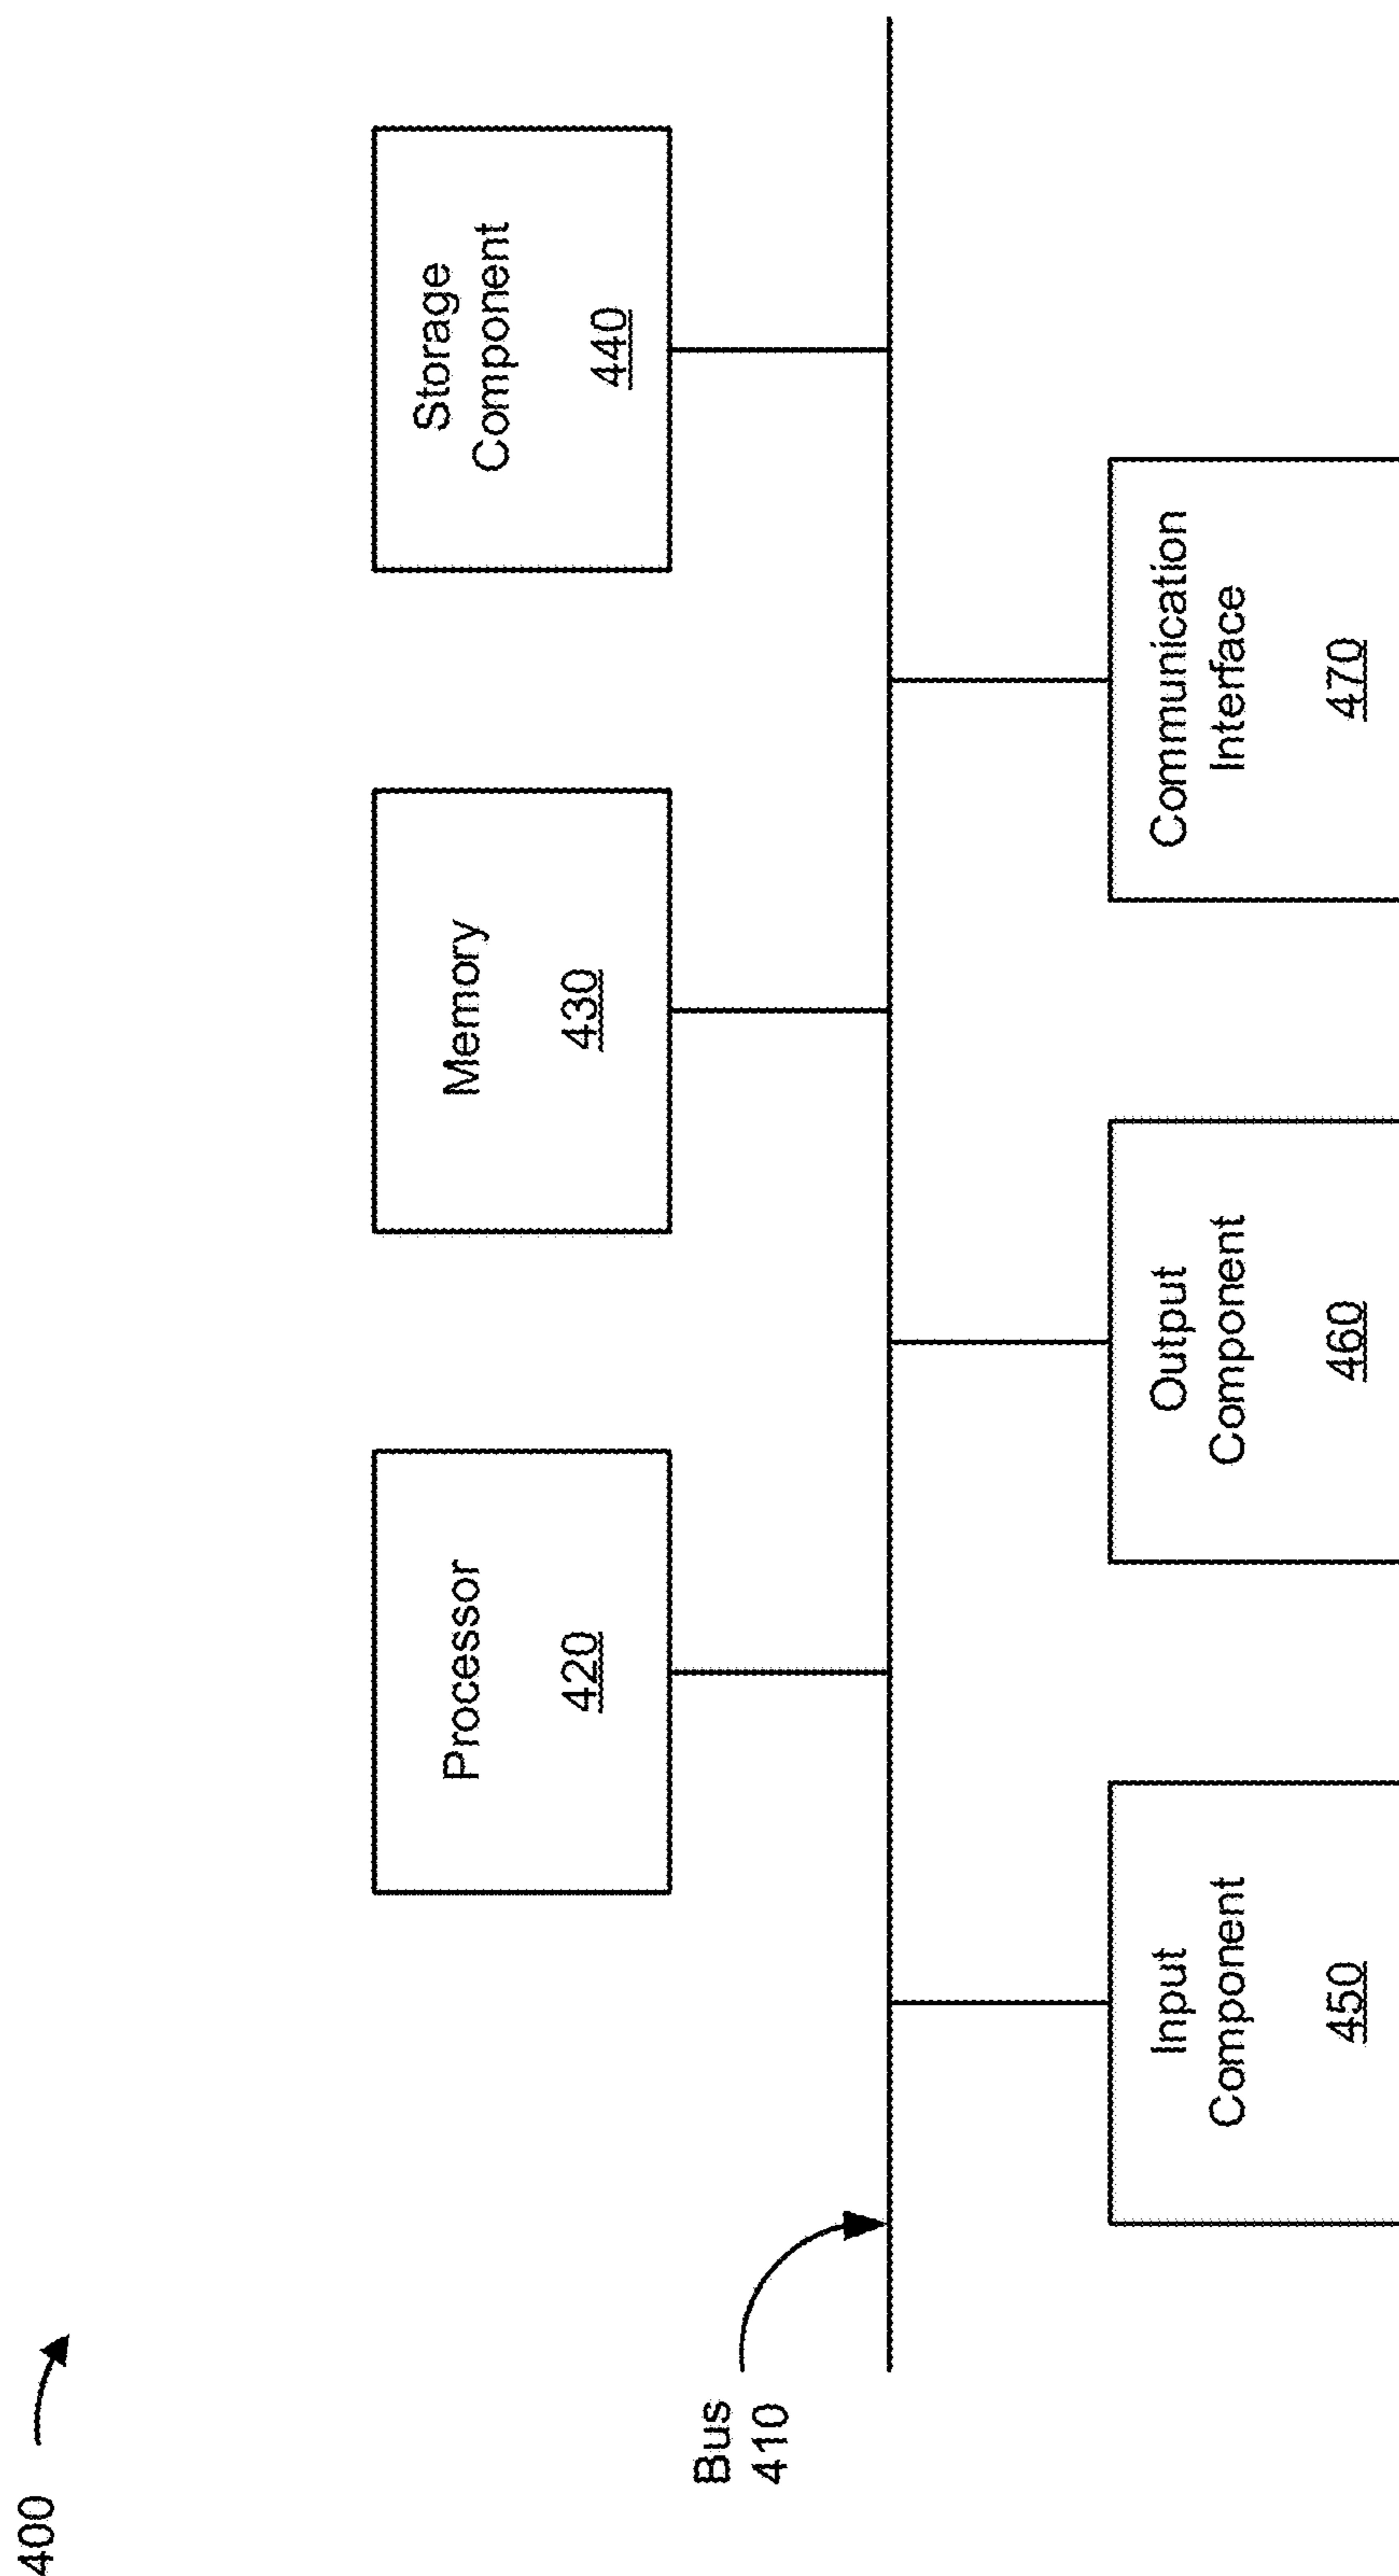 400
Bus
410
Processor
420
Memory
430
Storage
Component
440
Input
Component
450
Output
Component
460
Communication
Interface
470